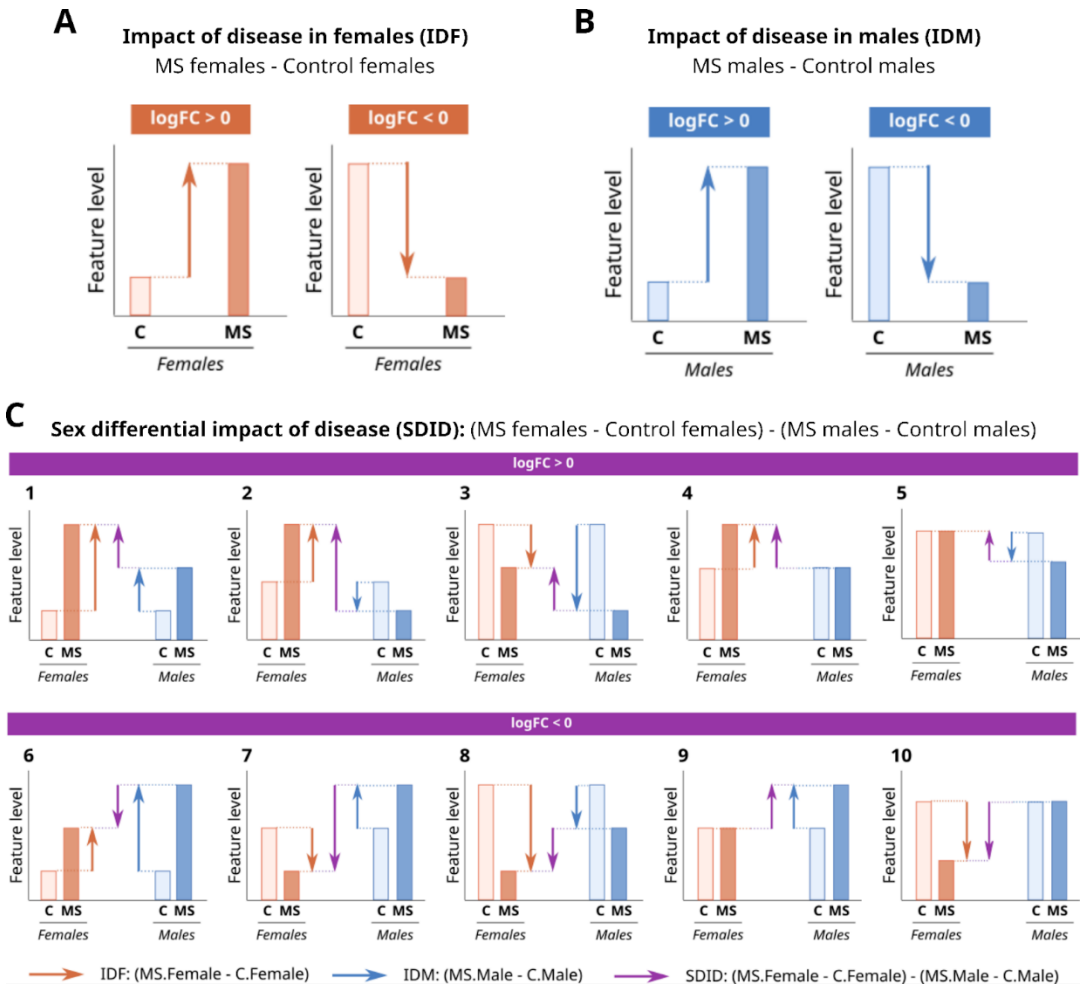 A
Impact of disease in females (IDF)
MS females - Control females
logFC > 0
logFC < 0
Feature level
C MS
Females
Feature level
C MS
Females
B
Impact of disease in males (IDM)
MS males - Control males
logFC > 0
logFC < 0
Feature level
C MS
Males
Feature level
C MS
Males
C
Sex differential impact of disease (SDID): (MS females - Control females) - (MS males - Control males)
logFC > 0
1
Feature level
C MS C MS
Females Males
2
Feature level
C MS C MS
Females Males
3
Feature level
C MS C MS
Females Males
4
Feature level
C MS C MS
Females Males
5
Feature level
C MS C MS
Females Males
logFC < 0
6
Feature level
C MS C MS
Females Males
7
Feature level
C MS C MS
Females Males
8
Feature level
C MS C MS
Females Males
9
Feature level
C MS C MS
Females Males
10
Feature level
C MS C MS
Females Males
IDF: (MS.Female - C.Female) IDM: (MS.Male - C.Male) SDID: (MS.Female - C.Female) - (MS.Male - C.Male)